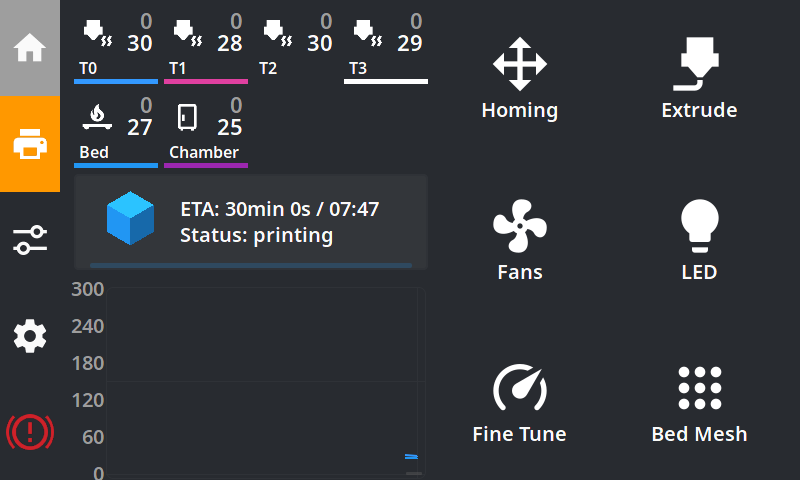 0 0 0 0
30 28 30 29
T0 T1 T2 T3
0 0
27 25
Bed Chamber
ETA: 30min 0s / 07:47
Status: printing
300
240
180
120
60
0
Homing Extrude
Fans LED
Fine Tune Bed Mesh